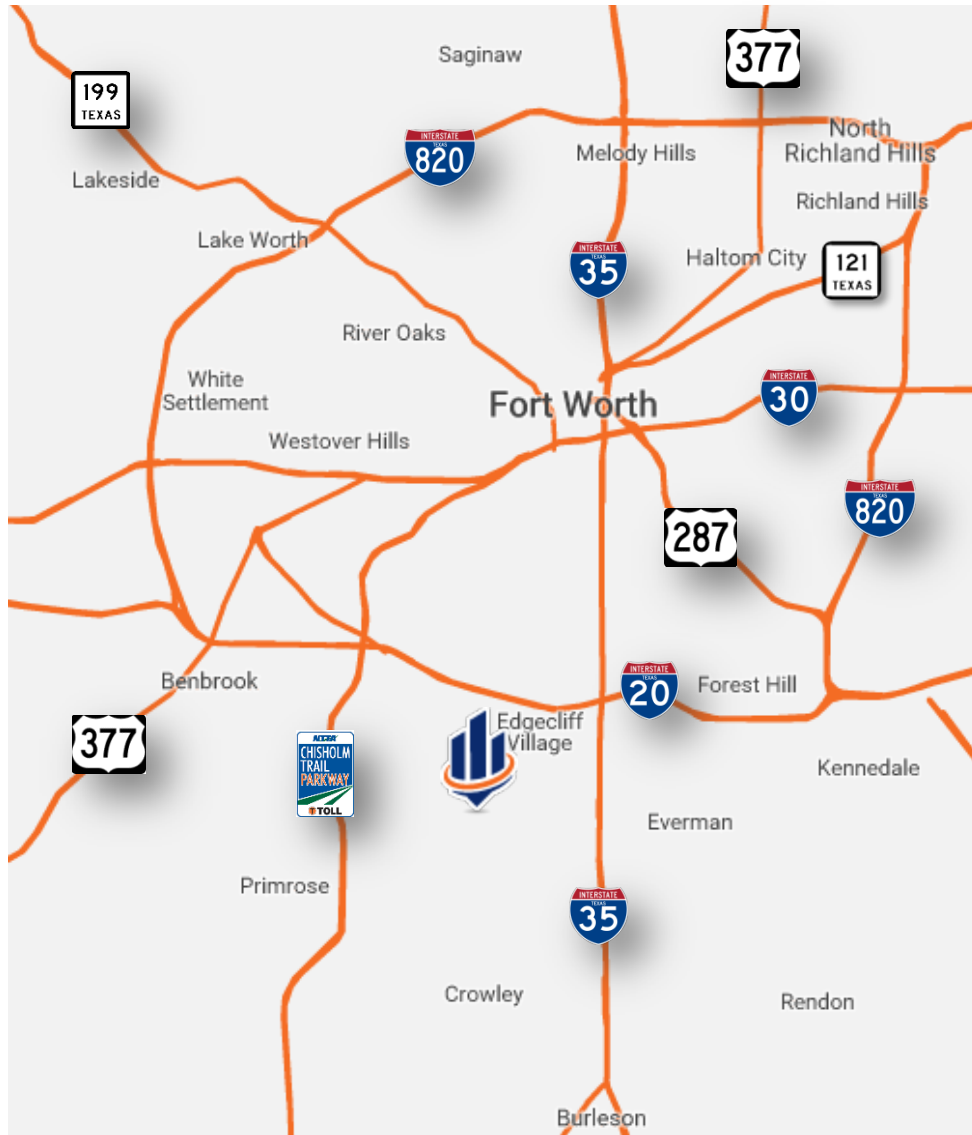 Saginaw
377
199
TEXAS
INTERSTATE
TEXAS
820
North
Richland Hills
Melody Hills
Lakeside
Richland Hills
Lake Worth
INTERSTATE
TEXAS
35
Haltom City
121
TEXAS
River Oaks
White
Settlement
INTERSTATE
30
Fort Worth
Westover Hills
INTERSTATE
TEXAS
820
287
INTERSTATE
TEXAS
20
Forest Hill
Benbrook
377
Edgecliff
Village
CHISHOLM
TRAIL
PARKWAY
TOLL
Kennedale
Everman
Primrose
INTERSTATE
TEXAS
35
Crowley
Rendon
Burleson